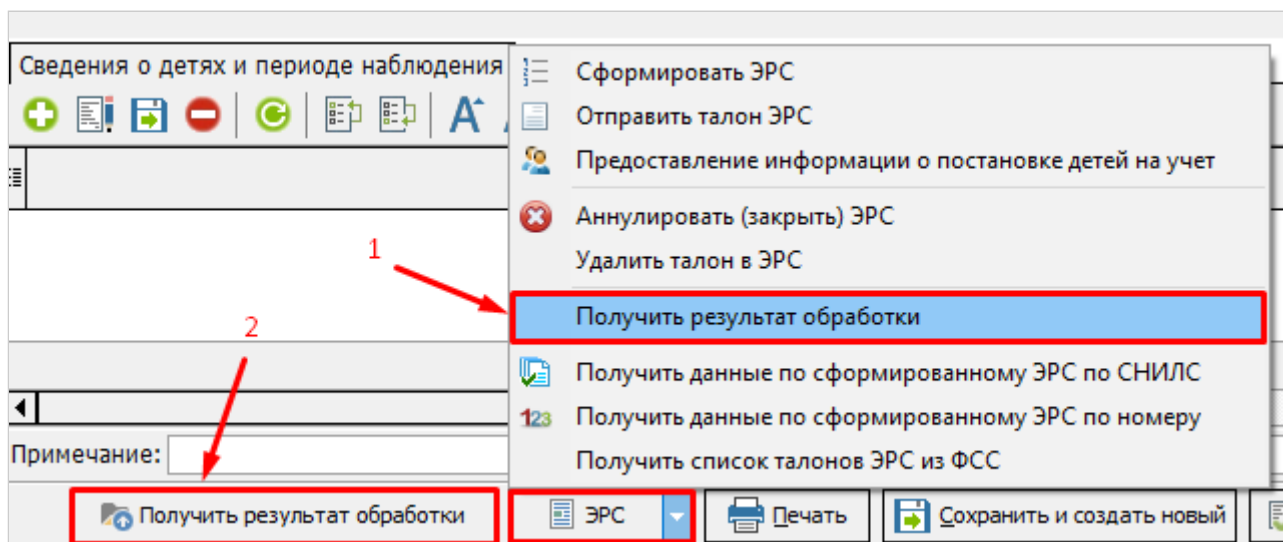 Сведения о детях и периоде наблюдения
Сформировать ЭРС
Отправить талон ЭРС
Предоставление информации о постановке детей на учет
Аннулировать (закрыть) ЭРС
Удалить талон в ЭРС
1
Получить результат обработки
2
Получить данные по сформированному ЭРС по СНИЛС
123 Получить данные по сформированному ЭРС по номеру
Примечание:
Получить список талонов ЭРС из ФСС
Получить результат обработки ЭРС Печать Сохранить и создать новый